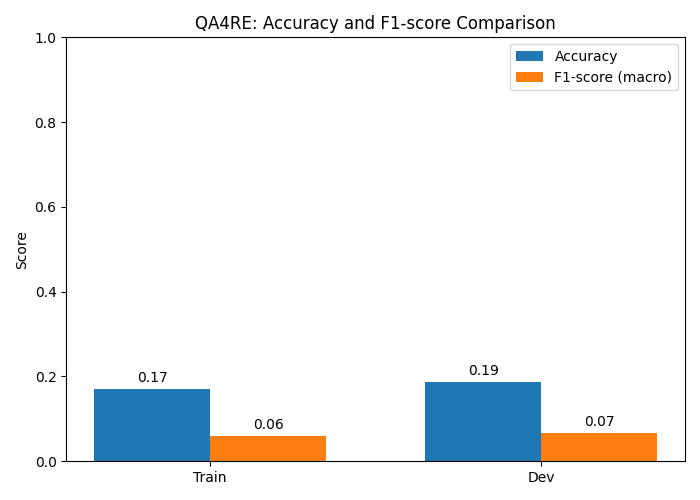 QA4RE: Accuracy and F1-score Comparison
Accuracy
F1-score (macro)
Score
1.0
0.8
0.6
0.4
0.2
0.0
0.17
0.06
0.19
0.07
Train
Dev